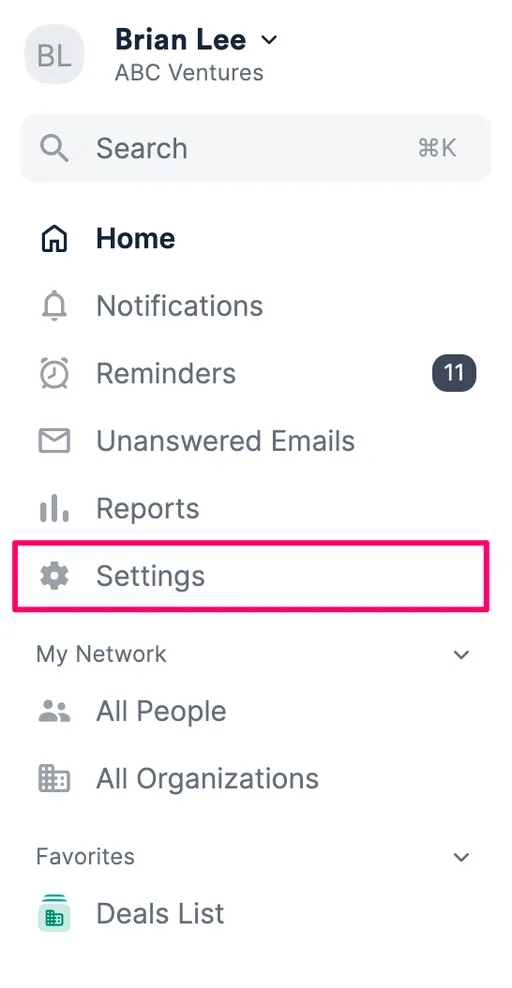 BL
Brian Lee
ABC Ventures
Search ⌘K
Home
Notifications
Reminders 11
Unanswered Emails
Reports
Settings
My Network
All People
All Organizations
Favorites
Deals List